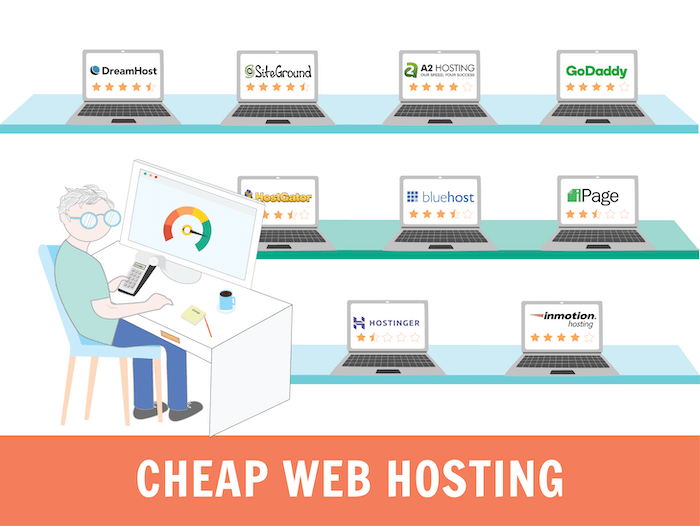 DreamHost
SiteGround
A2 HOSTING
OUR SPEED, YOUR SUCCESS
GoDaddy
HostGator
bluehost
iPage
HOSTINGER
inmotion
hosting
CHEAP WEB HOSTING